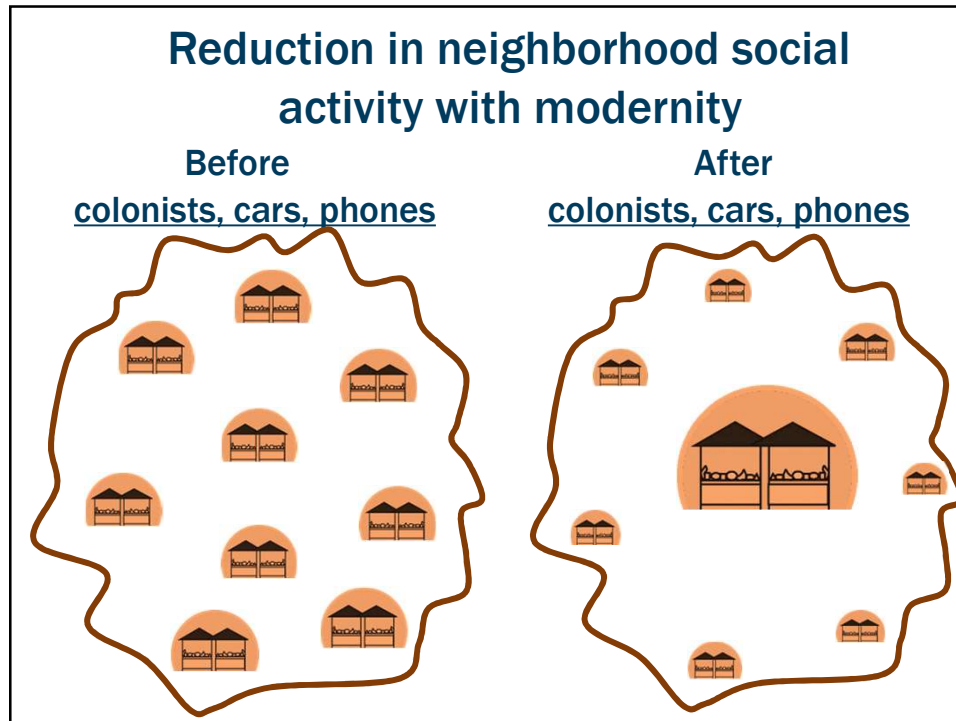 Reduction in neighborhood social
activity with modernity
Before
colonists, cars, phones
After
colonists, cars, phones